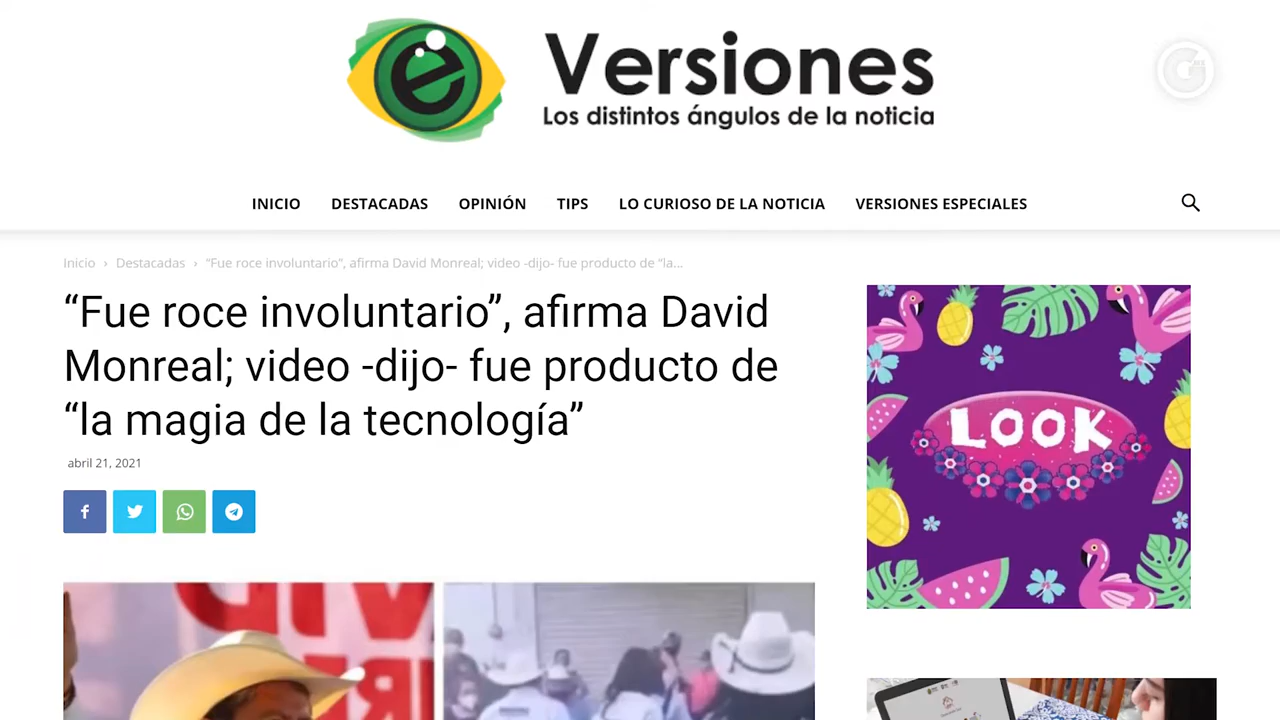 e Versiones
Los distintos ángulos de la noticia
G
INICIO DESTACADAS OPINIÓN TIPS LO CURIOSO DE LA NOTICIA VERSIONES ESPECIALES
Inicio › Destacadas › “Fue roce involuntario”, afirma David Monreal; video -dijo- fue producto de “la...
“Fue roce involuntario”, afirma David
Monreal; video -dijo- fue producto de
“la magia de la tecnología”
abril 21, 2021
LOOK